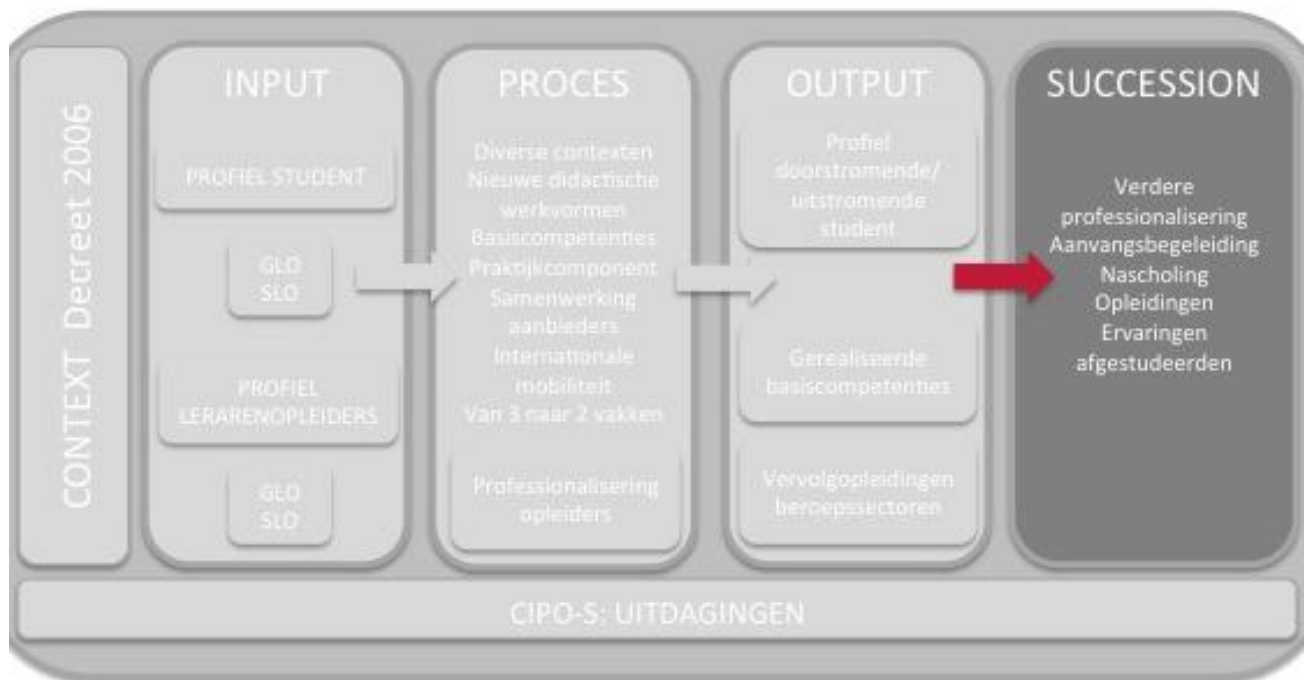 CONTEXT Decreet 2006
INPUT
PROFIEL STUDENT
GLO
SLO
PROFIEL
LERARENOPLEIDERS
GLO
SLO
PROCES
Diverse contexten
Nieuwe didactische
werkvormen
Basiscompetenties
Praktijkcomponent
Samenwerking
aanbieders
Internationale
mobiliteit
Van 3 naar 2 vakken
Professionalisering
opleiders
OUTPUT
Profiel
doorstromende/
uitstromende
student
Gerealiseerde
basiscompetenties
Vervolgopleidingen
beroepssectoren
SUCCESSION
Verdere
professionalisering
Aanvangsbegeleiding
Nascholing
Opleidingen
Ervaringen
afgestudeerden
CIPO-S: UITDAGINGEN